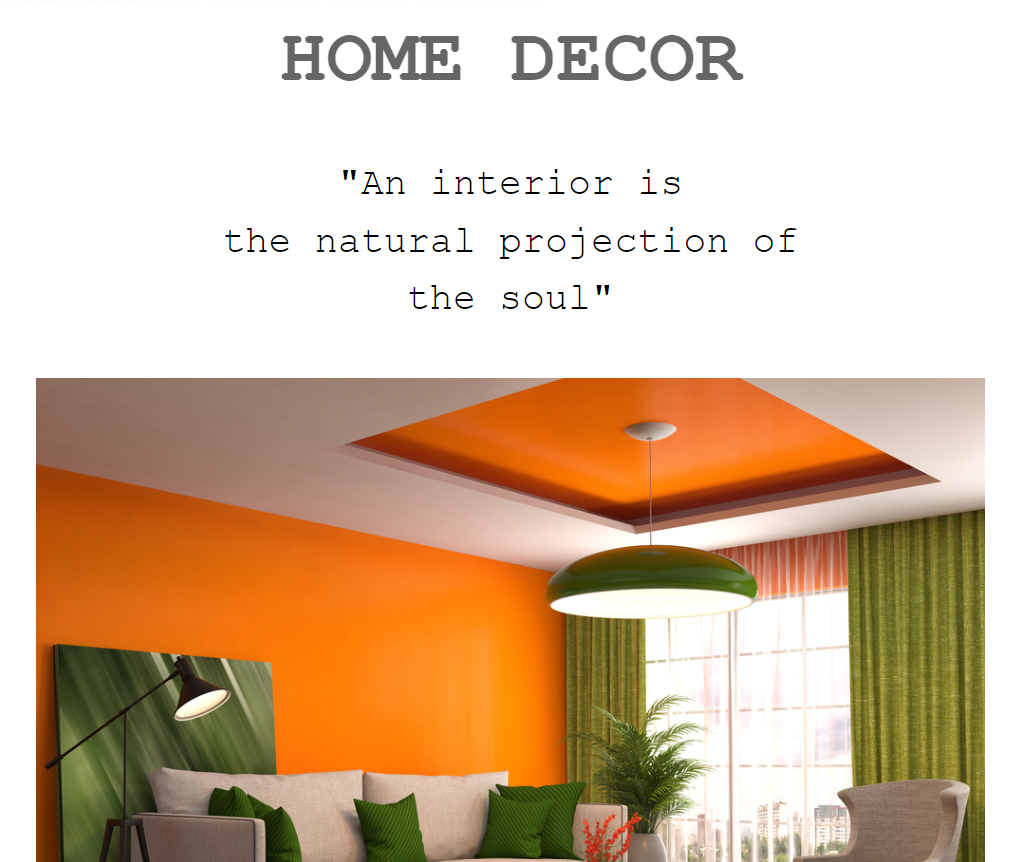 HOME DECOR
"An interior is
the natural projection of
the soul"